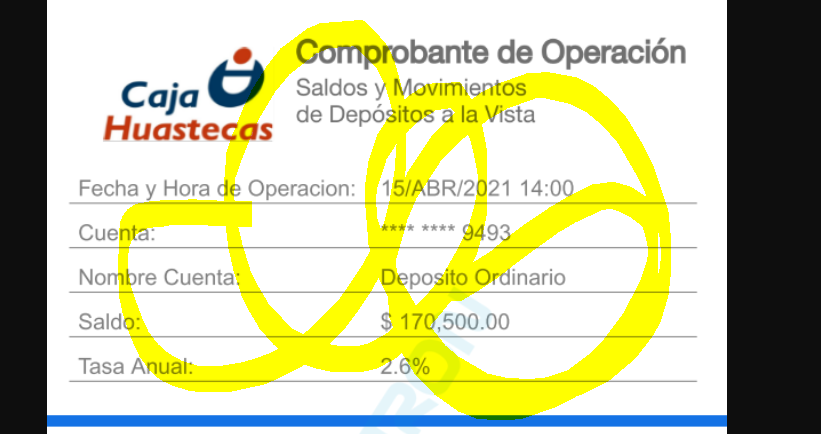 Caja
Huastecas
Comprobante de Operación
Saldos y Movimientos
de Depósitos a la Vista
Fecha y Hora de Operacion: 15/ABR/2021 14:00
Cuenta: **** **** 9493
Nombre Cuenta: Deposito Ordinario
Saldo: $ 170,500.00
Tasa Anual: 2.6%